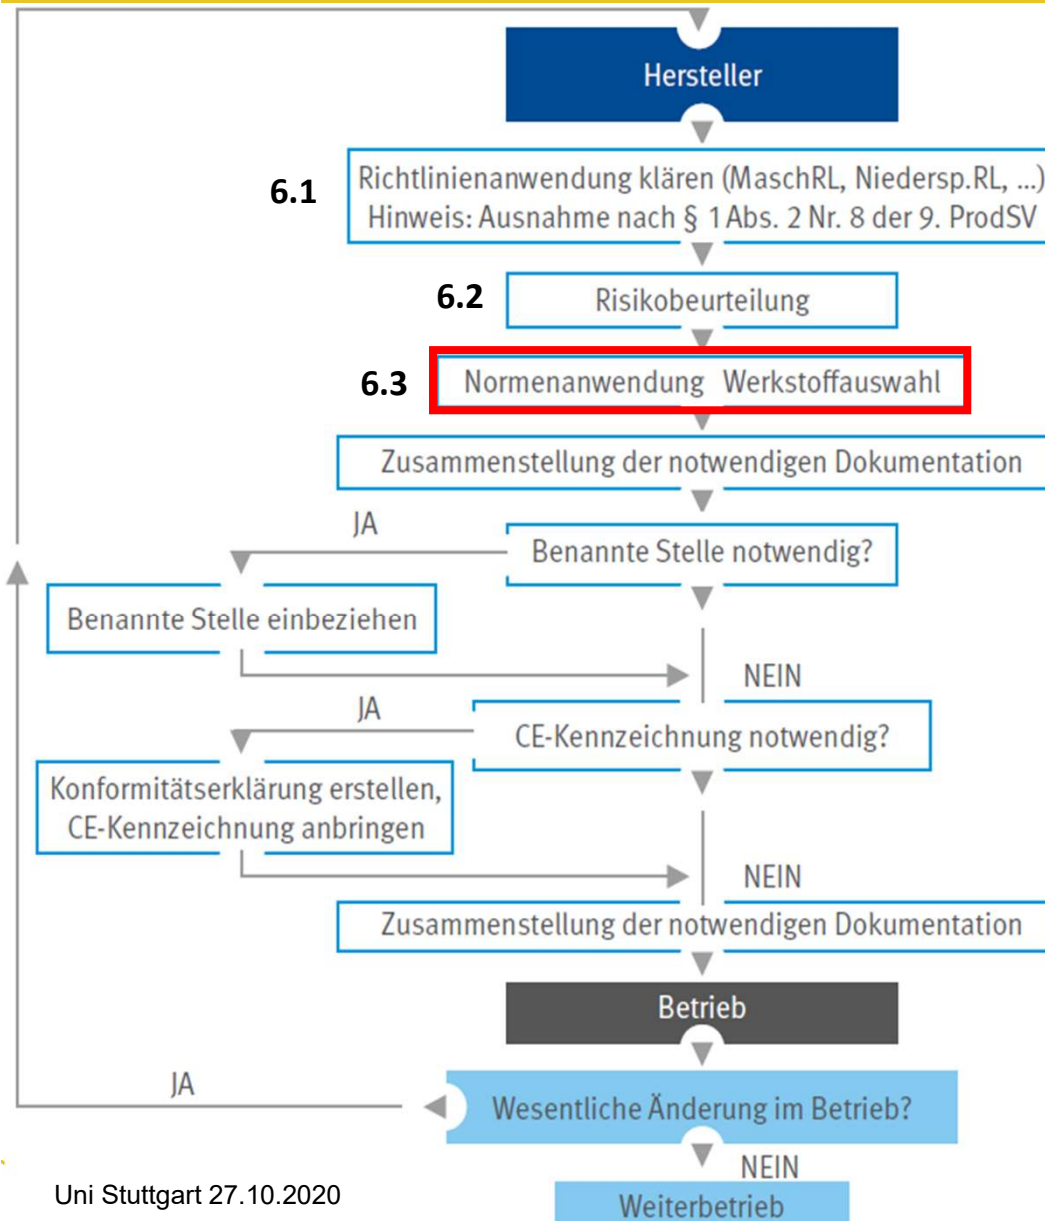 Hersteller
6.1
Richtlinienanwendung klären (MaschRL, Niedersp.RL, ...)
Hinweis: Ausnahme nach § 1 Abs. 2 Nr. 8 der 9. ProdSV
6.2
Risikobeurteilung
6.3
Normenanwendung Werkstoffauswahl
Zusammenstellung der notwendigen Dokumentation
JA
Benannte Stelle notwendig?
Benannte Stelle einbeziehen
NEIN
JA
CE-Kennzeichnung notwendig?
Konformitätserklärung erstellen,
CE-Kennzeichnung anbringen
NEIN
Zusammenstellung der notwendigen Dokumentation
Betrieb
JA
Wesentliche Änderung im Betrieb?
NEIN
Uni Stuttgart 27.10.2020
Weiterbetrieb